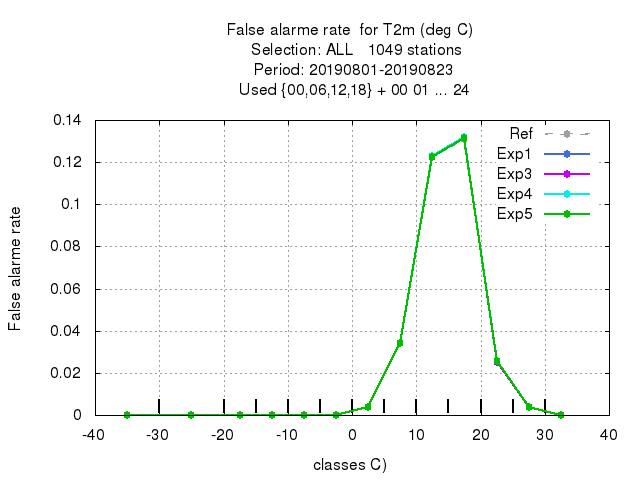 False alarme rate  for T2m (deg C)
Selection: ALL   1049 stations
Period: 20190801-20190823
Used {00,06,12,18} + 00 01 ... 24
Ref
Exp1
Exp3
Exp4
Exp5
False alarme rate
0.14
0.12
0.1
0.08
0.06
0.04
0.02
0
-40 -30 -20 -10 0 10 20 30 40
classes C)